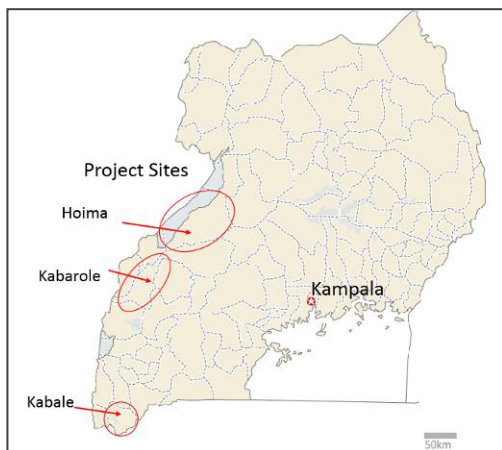 Project Sites
Hoima
Kabarole
Kampala
Kabale
50km